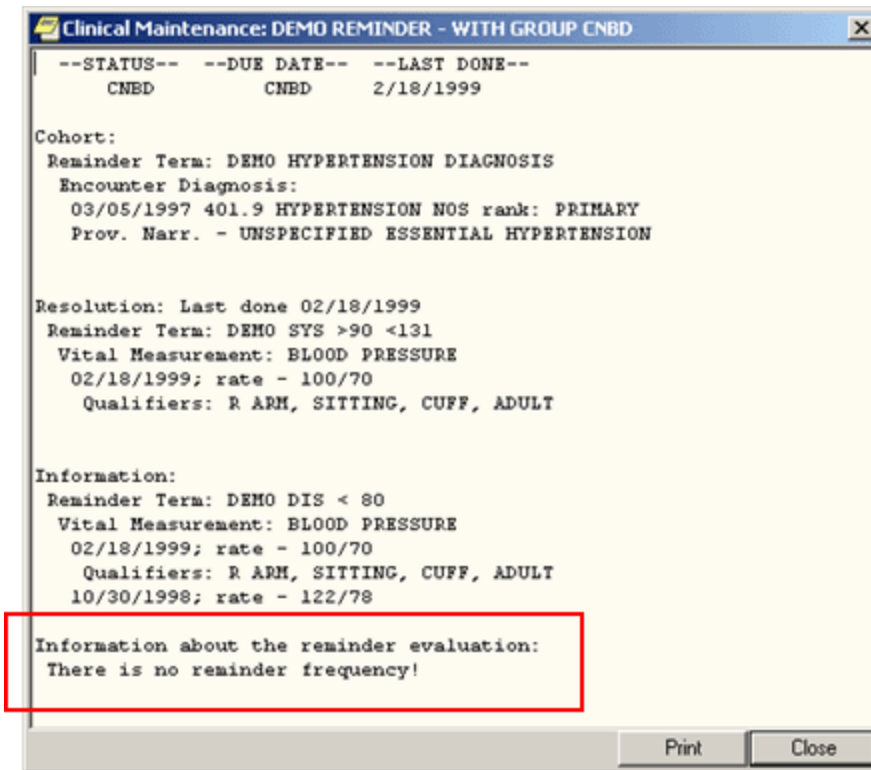 Clinical Maintenance: DEMO REMINDER - WITH GROUP CNBD
--STATUS-- --DUE DATE-- --LAST DONE--
CNBD CNBD 2/18/1999
Cohort:
Reminder Term: DEMO HYPERTENSION DIAGNOSIS
Encounter Diagnosis:
03/05/1997 401.9 HYPERTENSION NOS rank: PRIMARY
Prov. Narr. - UNSPECIFIED ESSENTIAL HYPERTENSION
Resolution: Last done 02/18/1999
Reminder Term: DEMO SYS >90 <131
Vital Measurement: BLOOD PRESSURE
02/18/1999; rate - 100/70
Qualifiers: R ARM, SITTING, CUFF, ADULT
Information:
Reminder Term: DEMO DIS < 80
Vital Measurement: BLOOD PRESSURE
02/18/1999; rate - 100/70
Qualifiers: R ARM, SITTING, CUFF, ADULT
10/30/1998; rate - 122/78
Information about the reminder evaluation:
There is no reminder frequency!
Print Close